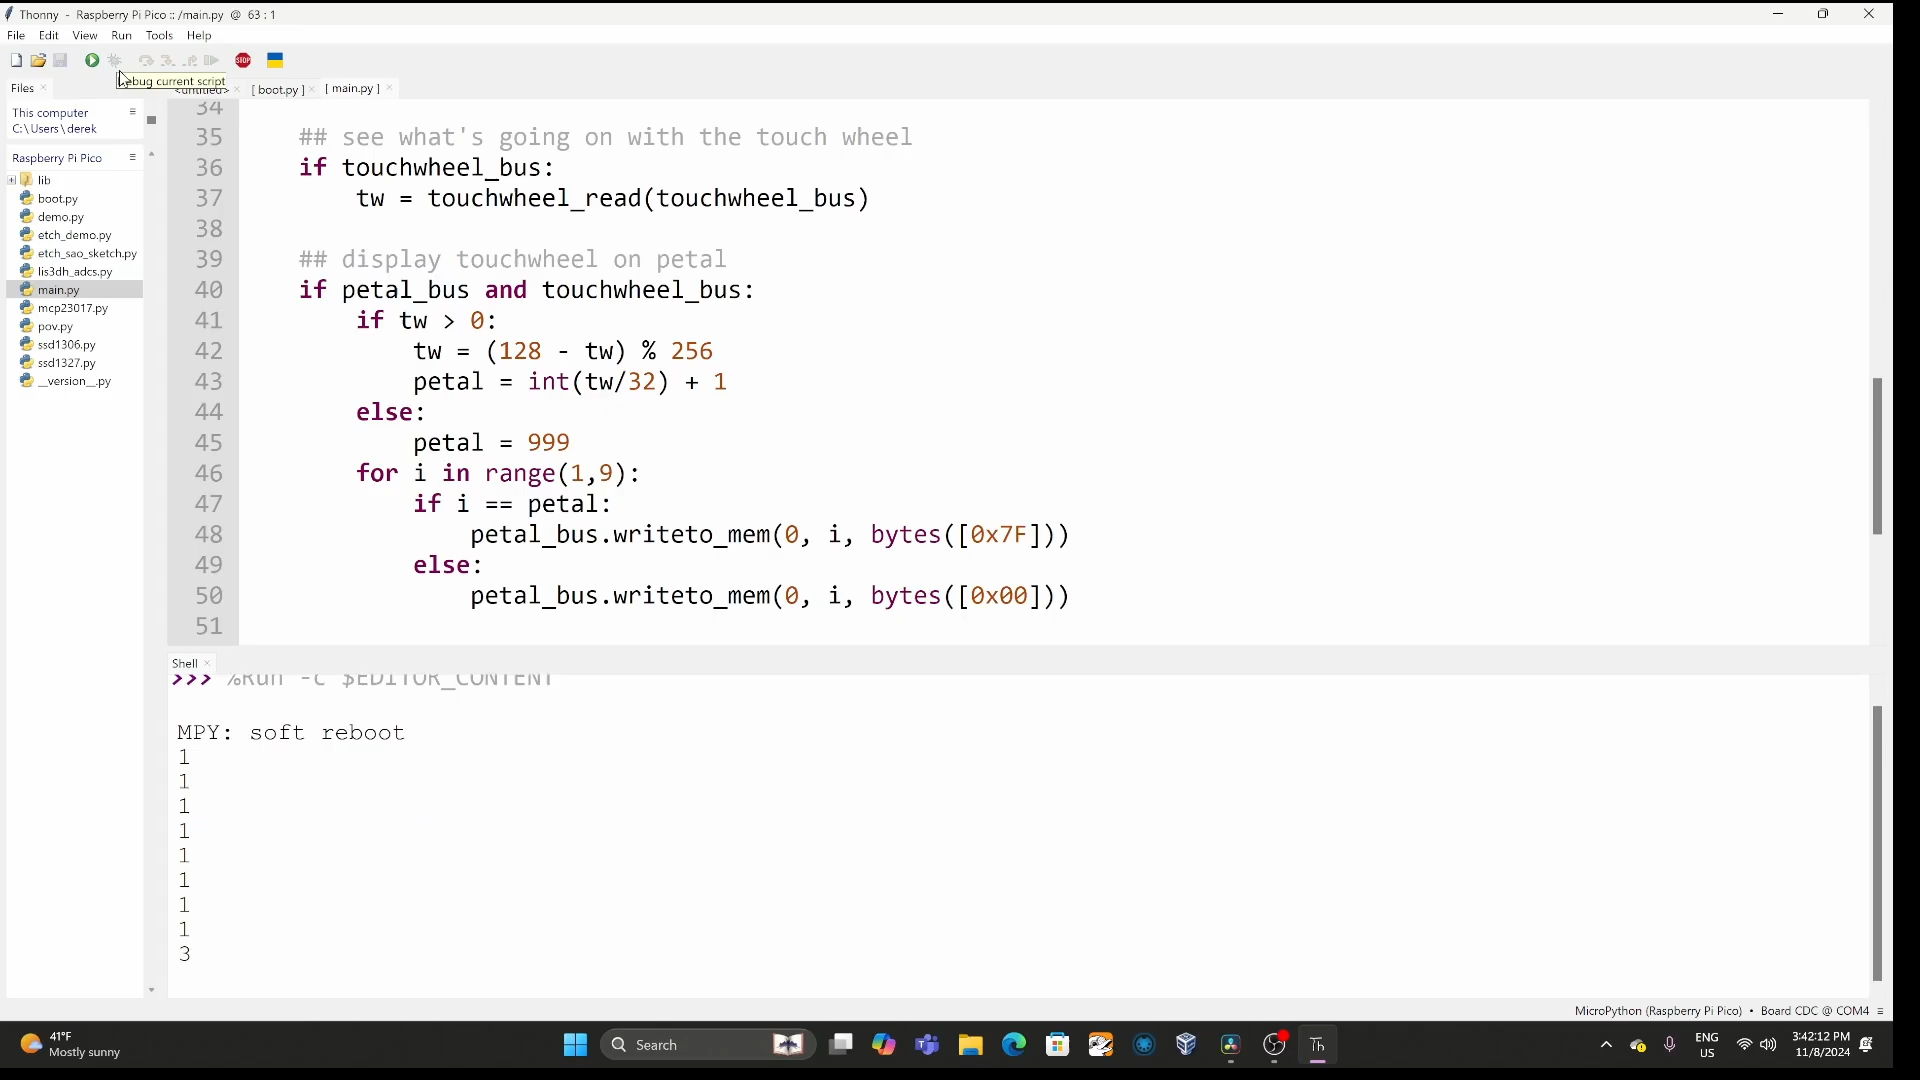 Thonny - Raspberry Pi Pico :: /main.py @ 63 : 1
File Edit View Run Tools Help
STOP
Files
ebug current script
<untitled> [ boot.py ] [ main.py ]
This computer
C:\Users\derek
Raspberry Pi Pico
lib
boot.py
demo.py
etch_demo.py
etch_sao_sketch.py
lis3dh_adcs.py
main.py
mcp23017.py
pov.py
ssd1306.py
ssd1327.py
__version__.py
34
35 ## see what's going on with the touch wheel
36 if touchwheel_bus:
37 tw = touchwheel_read(touchwheel_bus)
38
39 ## display touchwheel on petal
40 if petal_bus and touchwheel_bus:
41 if tw > 0:
42 tw = (128 - tw) % 256
43 petal = int(tw/32) + 1
44 else:
45 petal = 999
46 for i in range(1,9):
47 if i == petal:
48 petal_bus.writeto_mem(0, i, bytes([0x7F]))
49 else:
50 petal_bus.writeto_mem(0, i, bytes([0x00]))
51
Shell
>>> %Run -c $EDITOR_CONTENT
MPY: soft reboot
1
1
1
1
1
1
1
1
3
MicroPython (Raspberry Pi Pico) • Board CDC @ COM4
41°F
Mostly sunny
Search
Th
ENG
US
3:42:12 PM
11/8/2024